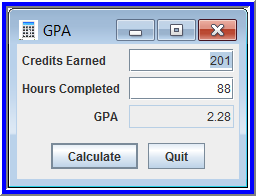 GPA
Credits Earned 201
Hours Completed 88
GPA 2.28
Calculate Quit